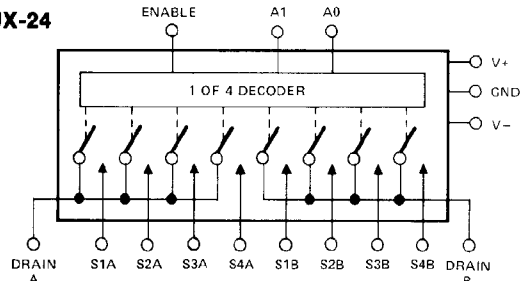 UX-24
ENABLE A1 A0
V+
1 OF 4 DECODER
GND
V−
DRAIN A S1A S2A S3A S4A S1B S2B S3B S4B DRAIN